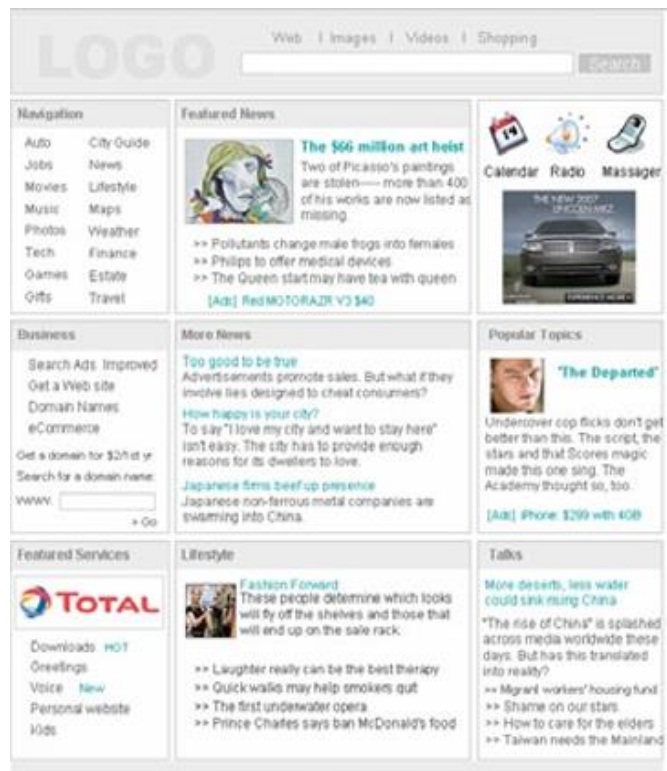 LOGO
Web | Images | Videos | Shopping
Search
Navigation
Auto City Guide
Jobs News
Movies Lifestyle
Music Maps
Photos Weather
Tech Finance
Games Estate
Gifts Travel
Featured News
The $66 million art heist
Two of Picasso's paintings
are stolen---- more than 400
of his works are now listed as
missing.
>> Pollutants change male frogs into females
>> Philips to offer medical devices
>> The Queen start may have tea with queen
[Ads] Red MOTORAZR V3 $40
14
Calendar Radio Massager
THE NEW 2007
LINCOLN MKZ
Business
Search Ads Improved
Get a Web site
Domain Names
eCommerce
Get a domain for $2/1st yr
Search for a domain name:
www.
» Go
More News
Too good to be true
Advertisements promote sales. But what if they
involve lies designed to cheat consumers?
How happy is your city?
To say "I love my city and want to stay here"
isn't easy. The city has to provide enough
reasons for its dwellers to love.
Japanese firms beef up presence
Japanese non-ferrous metal companies are
swarming into China.
Popular Topics
"The Departed"
Undercover cop flicks don't get
better than this. The script, the
stars and that Scores magic
made this one sing. The
Academy thought so, too.
[Ads] iPhone: $299 with 4GB
Featured Services
TOTAL
Downloads HOT
Greetings
Voice New
Personal website
Kids
Lifestyle
Fashion Forward
These people determine which looks
will fly off the shelves and those that
will end up on the sale rack.
>> Laughter really can be the best therapy
>> Quick walks may help smokers quit
>> The first underwater opera
>> Prince Charles says ban McDonald's food
Talks
More deserts, less water
could sink rising China
"The rise of China" is splashed
across media worldwide these
days. But has this translated
into reality?
>> Migrant workers' housing fund
>> Shame on our stars
>> How to care for the elders
>> Taiwan needs the Mainland